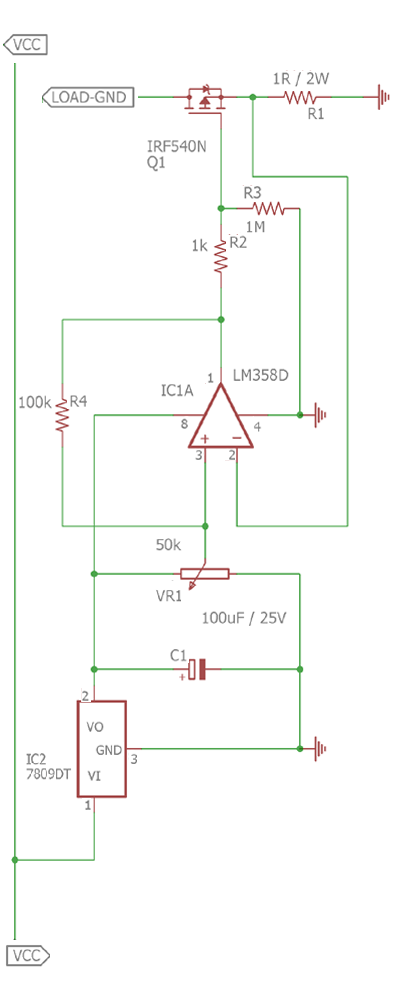 VCC
LOAD-GND
1R / 2W
R1
IRF540N
Q1
R3
1M
1k
R2
1
LM358D
IC1A
100k
R4
8
4
+
−
3
2
50k
VR1
100uF / 25V
C1
+
2
VO
GND
3
IC2
7809DT
VI
1
VCC